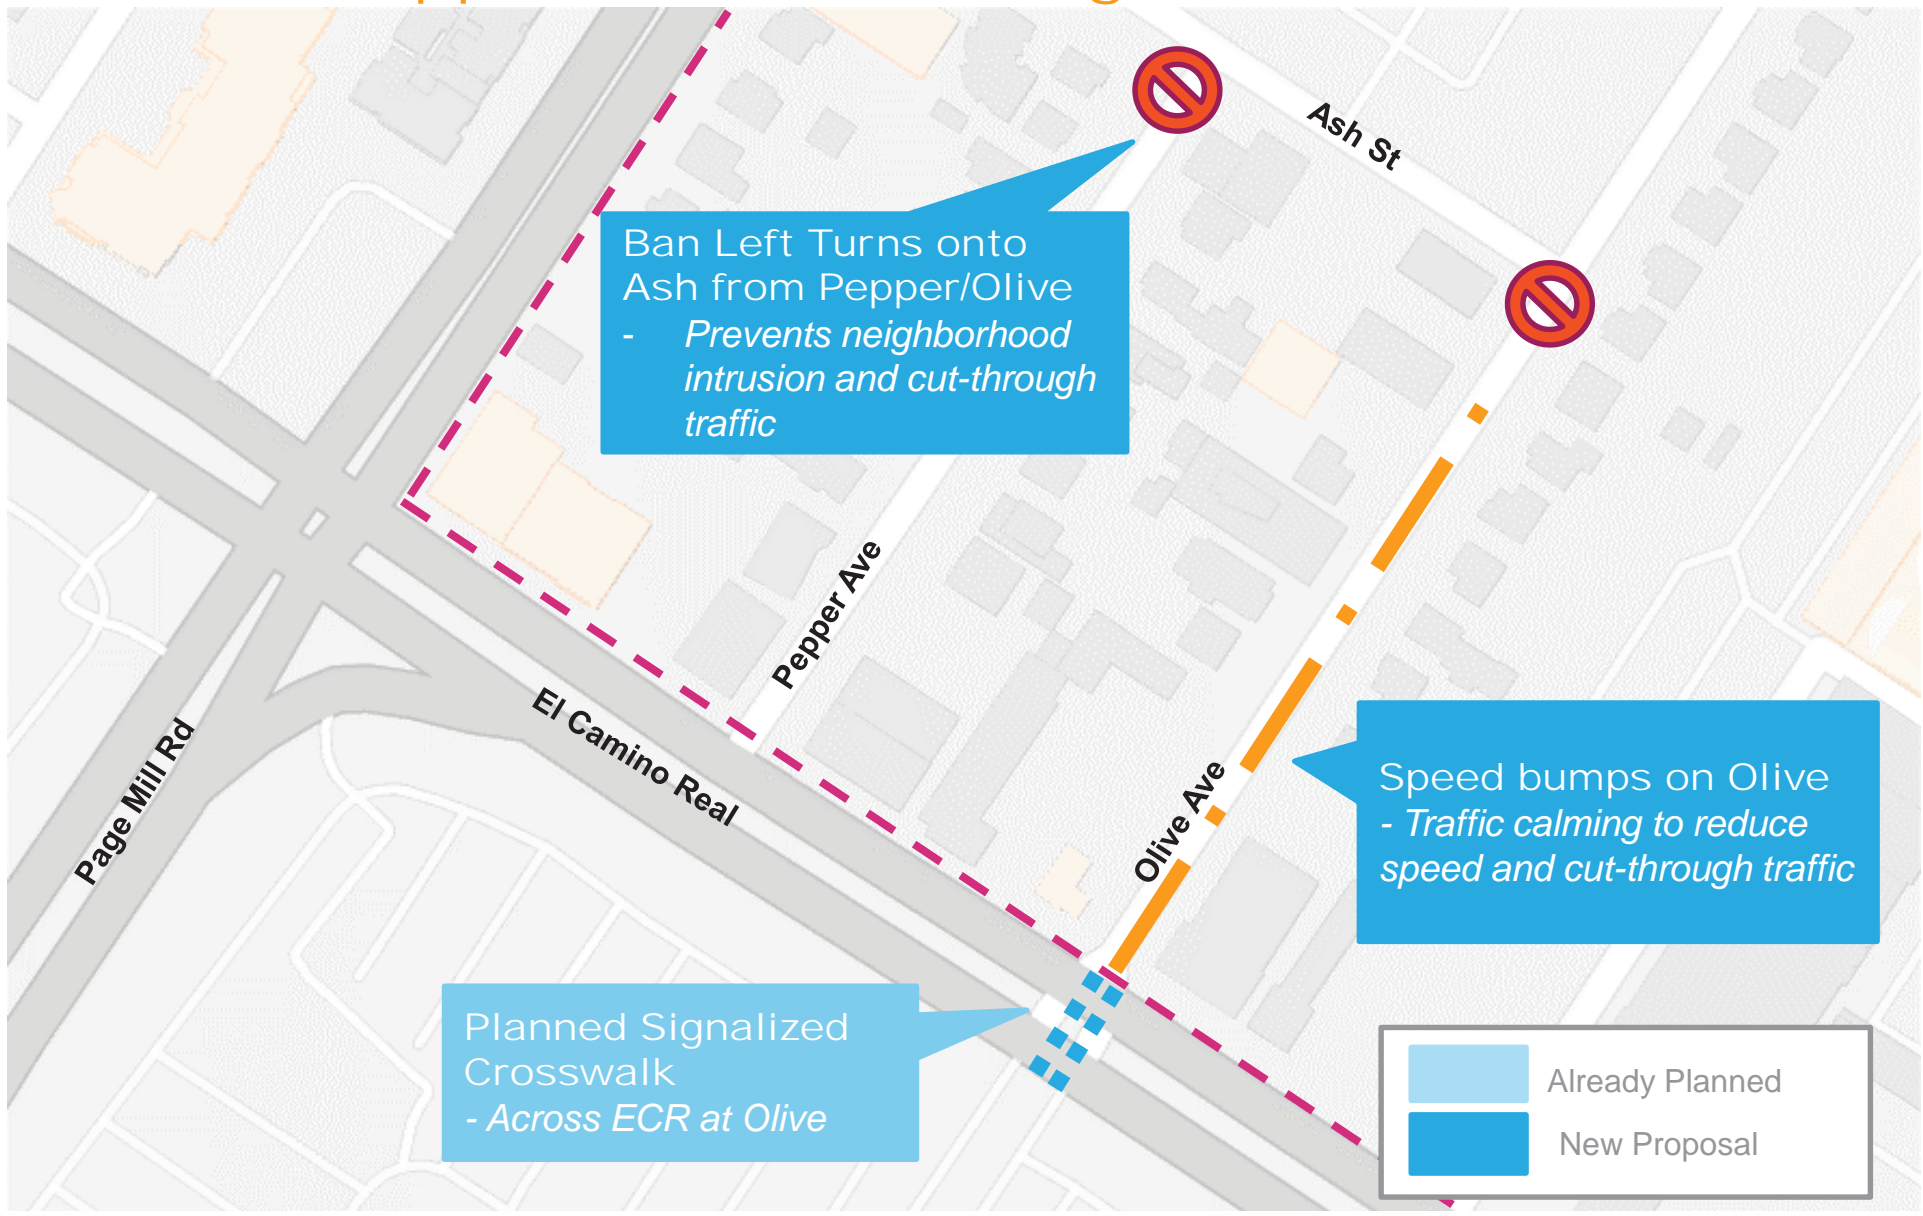 Ash St
Ban Left Turns onto
Ash from Pepper/Olive
- Prevents neighborhood
intrusion and cut-through
traffic
Pepper Ave
El Camino Real
Page Mill Rd
Olive Ave
Speed bumps on Olive
- Traffic calming to reduce
speed and cut-through traffic
Planned Signalized
Crosswalk
- Across ECR at Olive
Already Planned
New Proposal